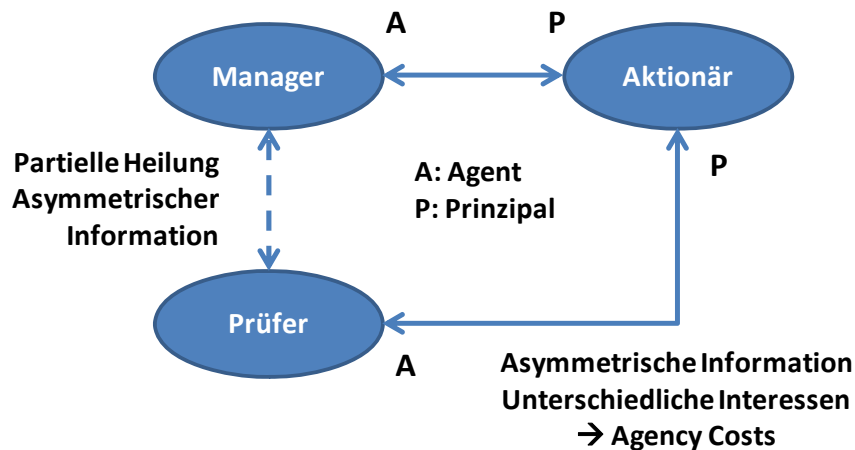 A
P
Manager
Aktionär
Partielle Heilung
Asymmetrischer
Information
A: Agent
P: Prinzipal
P
Prüfer
A
Asymmetrische Information
Unterschiedliche Interessen
→ Agency Costs